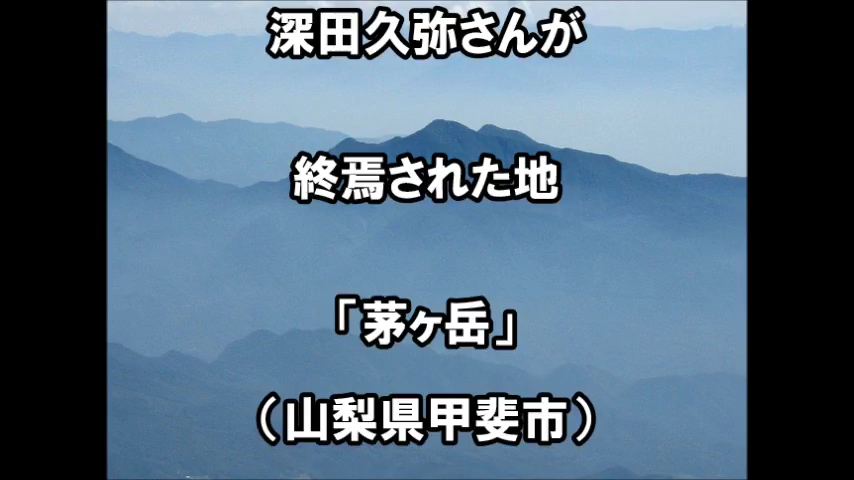 深田久弥さんが
終焉された地
「茅ヶ岳」
（山梨県甲斐市）